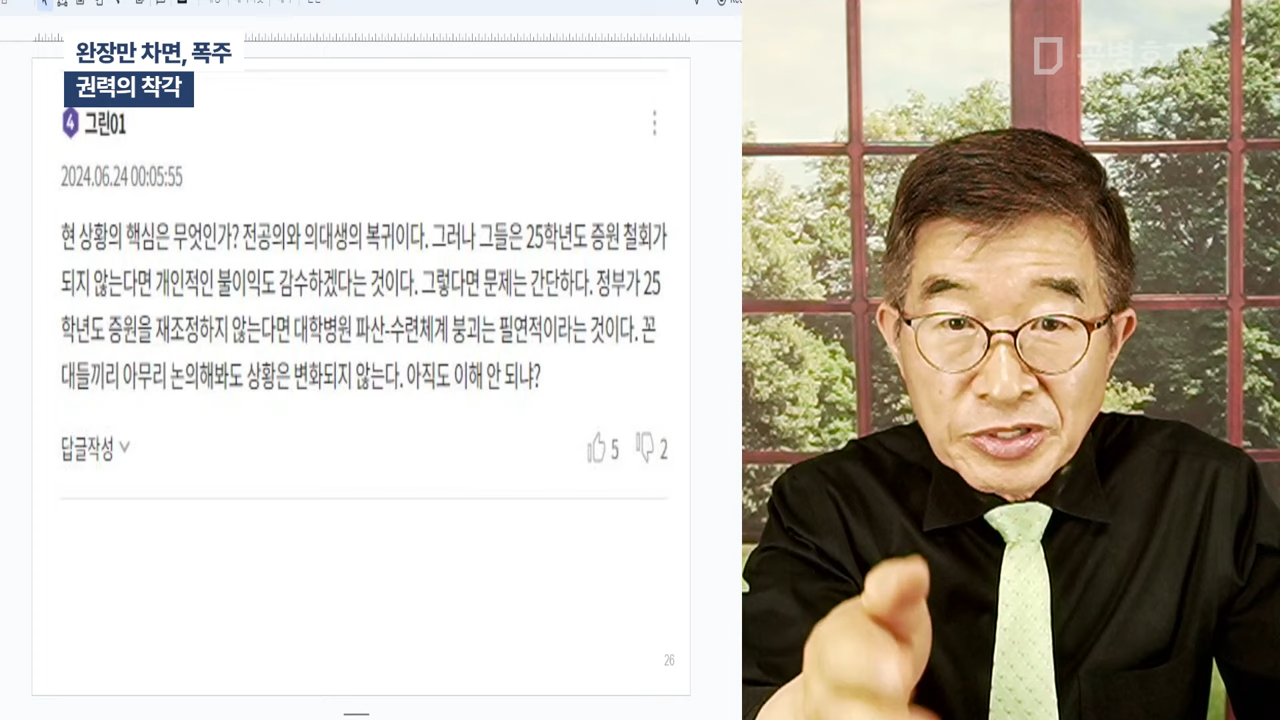 완장만 차면, 폭주
권력의 착각
4 그린01
2024.06.24 00:05:55
현 상황의 핵심은 무엇인가? 전공의와 의대생의 복귀이다. 그러나 그들은 25학년도 증원 철회가
되지 않는다면 개인적인 불이익도 감수하겠다는 것이다. 그렇다면 문제는 간단하다. 정부가 25
학년도 증원을 재조정하지 않는다면 대학병원 파산-수련체계 붕괴는 필연적이라는 것이다. 꼰
대들끼리 아무리 논의해봐도 상황은 변화되지 않는다. 아직도 이해 안 되냐?
답글작성
5 2
26
공병호